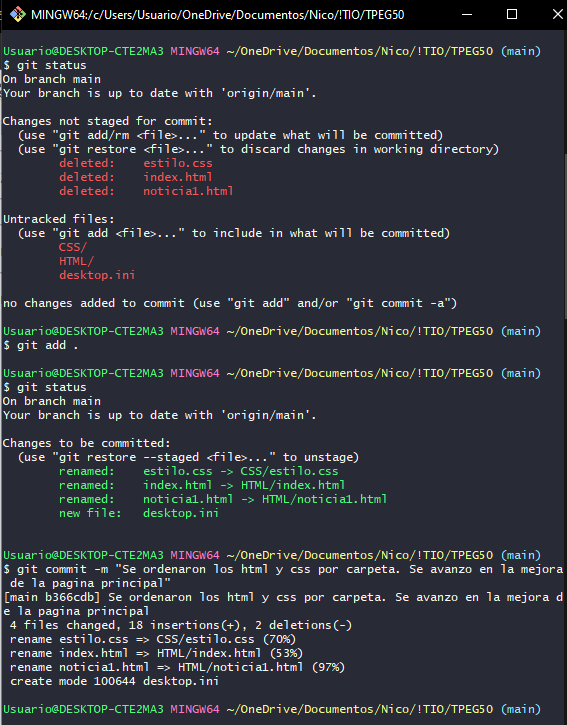 MINGW64:/c/Users/Usuario/OneDrive/Documentos/Nico/!TIO/TPEG50
Usuario@DESKTOP-CTE2MA3 MINGW64 ~/OneDrive/Documentos/Nico/!TIO/TPEG50 (main)
$ git status
On branch main
Your branch is up to date with 'origin/main'.
Changes not staged for commit:
(use "git add/rm <file>..." to update what will be committed)
(use "git restore <file>..." to discard changes in working directory)
deleted: estilo.css
deleted: index.html
deleted: noticia1.html
Untracked files:
(use "git add <file>..." to include in what will be committed)
CSS/
HTML/
desktop.ini
no changes added to commit (use "git add" and/or "git commit -a")
Usuario@DESKTOP-CTE2MA3 MINGW64 ~/OneDrive/Documentos/Nico/!TIO/TPEG50 (main)
$ git add .
Usuario@DESKTOP-CTE2MA3 MINGW64 ~/OneDrive/Documentos/Nico/!TIO/TPEG50 (main)
$ git status
On branch main
Your branch is up to date with 'origin/main'.
Changes to be committed:
(use "git restore --staged <file>..." to unstage)
renamed: estilo.css -> CSS/estilo.css
renamed: index.html -> HTML/index.html
renamed: noticia1.html -> HTML/noticia1.html
new file: desktop.ini
Usuario@DESKTOP-CTE2MA3 MINGW64 ~/OneDrive/Documentos/Nico/!TIO/TPEG50 (main)
$ git commit -m "Se ordenaron los html y css por carpeta. Se avanzo en la mejora
de la pagina principal"
[main b366cdb] Se ordenaron los html y css por carpeta. Se avanzo en la mejora d
e la pagina principal
4 files changed, 18 insertions(+), 2 deletions(-)
rename estilo.css => CSS/estilo.css (70%)
rename index.html => HTML/index.html (53%)
rename noticia1.html => HTML/noticia1.html (97%)
create mode 100644 desktop.ini
Usuario@DESKTOP-CTE2MA3 MINGW64 ~/OneDrive/Documentos/Nico/!TIO/TPEG50 (main)